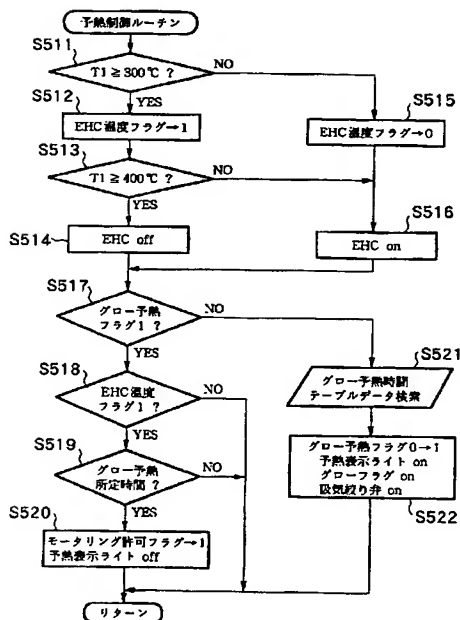 予熱制御ルーチン
S511
T1≧300℃ ?
NO
YES
S512
EHC温度フラグ→1
S515
EHC温度フラグ→0
S513
T1≧400℃ ?
NO
YES
S514
EHC off
S516
EHC on
S517
グロー予熱
フラグ1 ?
NO
YES
S521
グロー予熱時間
テーブルデータ検索
S518
EHC温度
フラグ1 ?
NO
YES
S519
グロー予熱
所定時間 ?
NO
YES
グロー予熱フラグ0→1
予熱表示ライト on
グローフラグ on
吸気絞り弁 on
S522
S520
モータリング許可フラグ→1
予熱表示ライト off
リターン